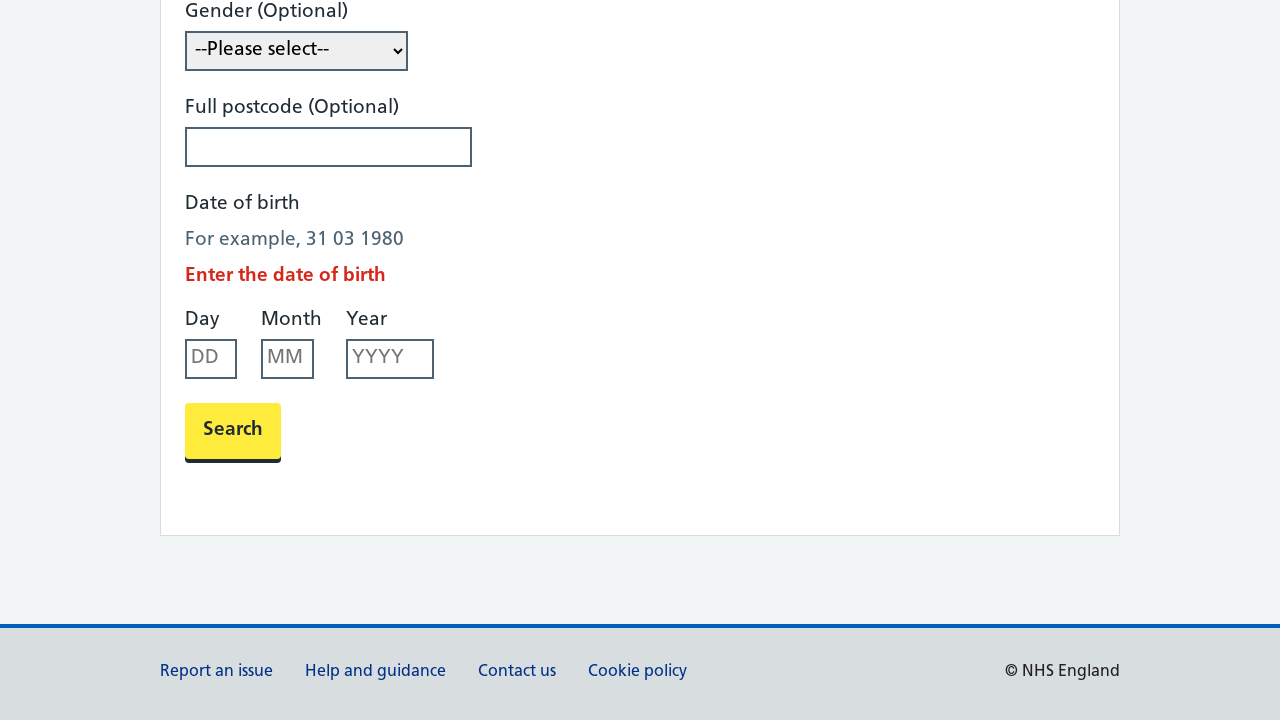 Gender (Optional)
--Please select--
Full postcode (Optional)
Date of birth
For example, 31 03 1980
Enter the date of birth
Day Month Year
DD MM YYYY
Search
Report an issue Help and guidance Contact us Cookie policy © NHS England